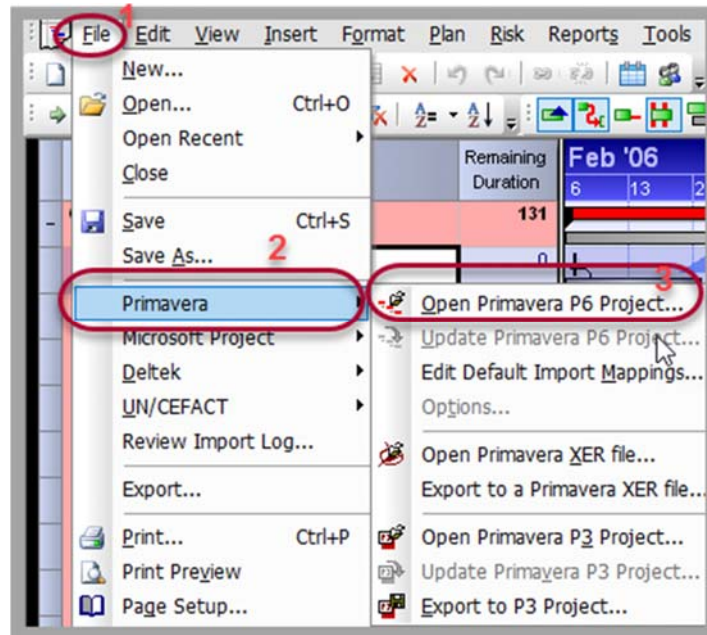 1
File Edit View Insert Format Plan Risk Reports Tools
New...
Open... Ctrl+O
Open Recent
Close
Save Ctrl+S
Save As...
2
Primavera
Microsoft Project
Deltek
UN/CEFACT
Review Import Log...
Export...
Print... Ctrl+P
Print Preview
Page Setup...
Remaining Duration
Feb '06
6 13 2
131
0
3
Open Primavera P6 Project...
Update Primavera P6 Project...
Edit Default Import Mappings...
Options...
Open Primavera XER file...
Export to a Primavera XER file...
Open Primavera P3 Project...
Update Primavera P3 Project...
Export to P3 Project...